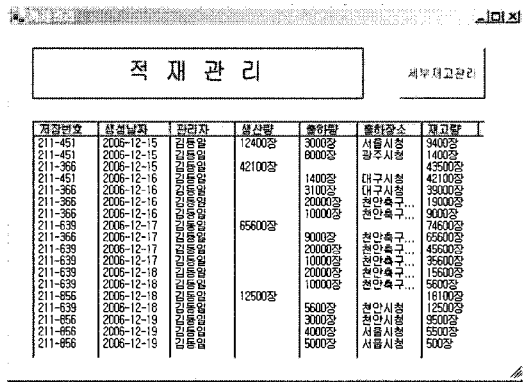 적 재 관 리
세부재고관리
저장번호 생성날짜 관리자 생산량 출하량 출하장소 재고량
211-451 2006-12-15 김동일 12400장 3000장 서울시청 9400장
211-451 2006-12-15 김동일 8000장 광주시청 1400장
211-366 2006-12-15 김동일 42100장 43500장
211-451 2006-12-16 김동일 1400장 대구시청 42100장
211-366 2006-12-16 김동일 3100장 대구시청 39000장
211-366 2006-12-16 김동일 20000장 천안축구... 19000장
211-366 2006-12-16 김동일 10000장 천안축구... 9000장
211-639 2006-12-17 김동일 65600장 74600장
211-366 2006-12-17 김동일 9000장 천안축구... 65600장
211-639 2006-12-17 김동일 20000장 천안축구... 45600장
211-639 2006-12-17 김동일 10000장 천안축구... 35600장
211-639 2006-12-18 김동일 20000장 천안축구... 15600장
211-639 2006-12-18 김동일 10000장 천안축구... 5600장
211-856 2006-12-18 김동일 12500장 18100장
211-639 2006-12-18 김동일 5600장 천안시청 12500장
211-856 2006-12-19 김동일 3000장 천안시청 9500장
211-856 2006-12-19 김동일 4000장 서울시청 5500장
211-856 2006-12-19 김동일 5000장 서울시청 500장